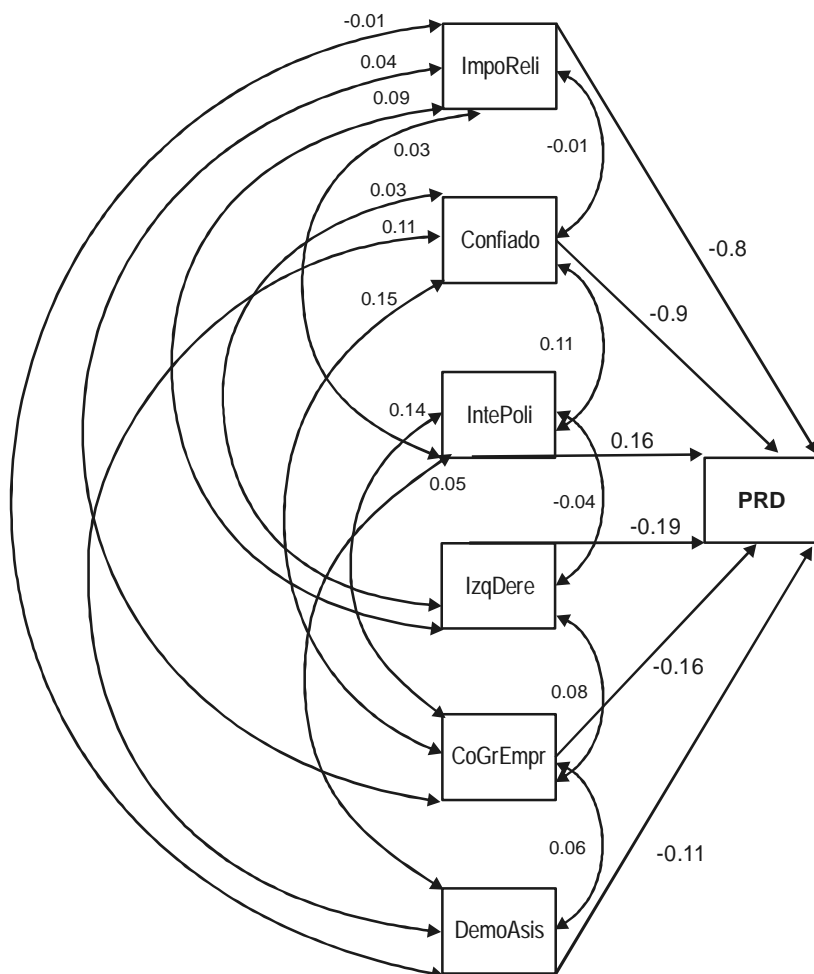 -0.01
ImpoReli
0.04
0.09
0.03
-0.01
0.03
0.11
Confiado
-0.8
-0.9
0.15
0.11
IntePoli
0.14
0.16
0.05
-0.04
PRD
-0.19
IzqDere
-0.16
0.08
CoGrEmpr
0.06
-0.11
DemoAsis